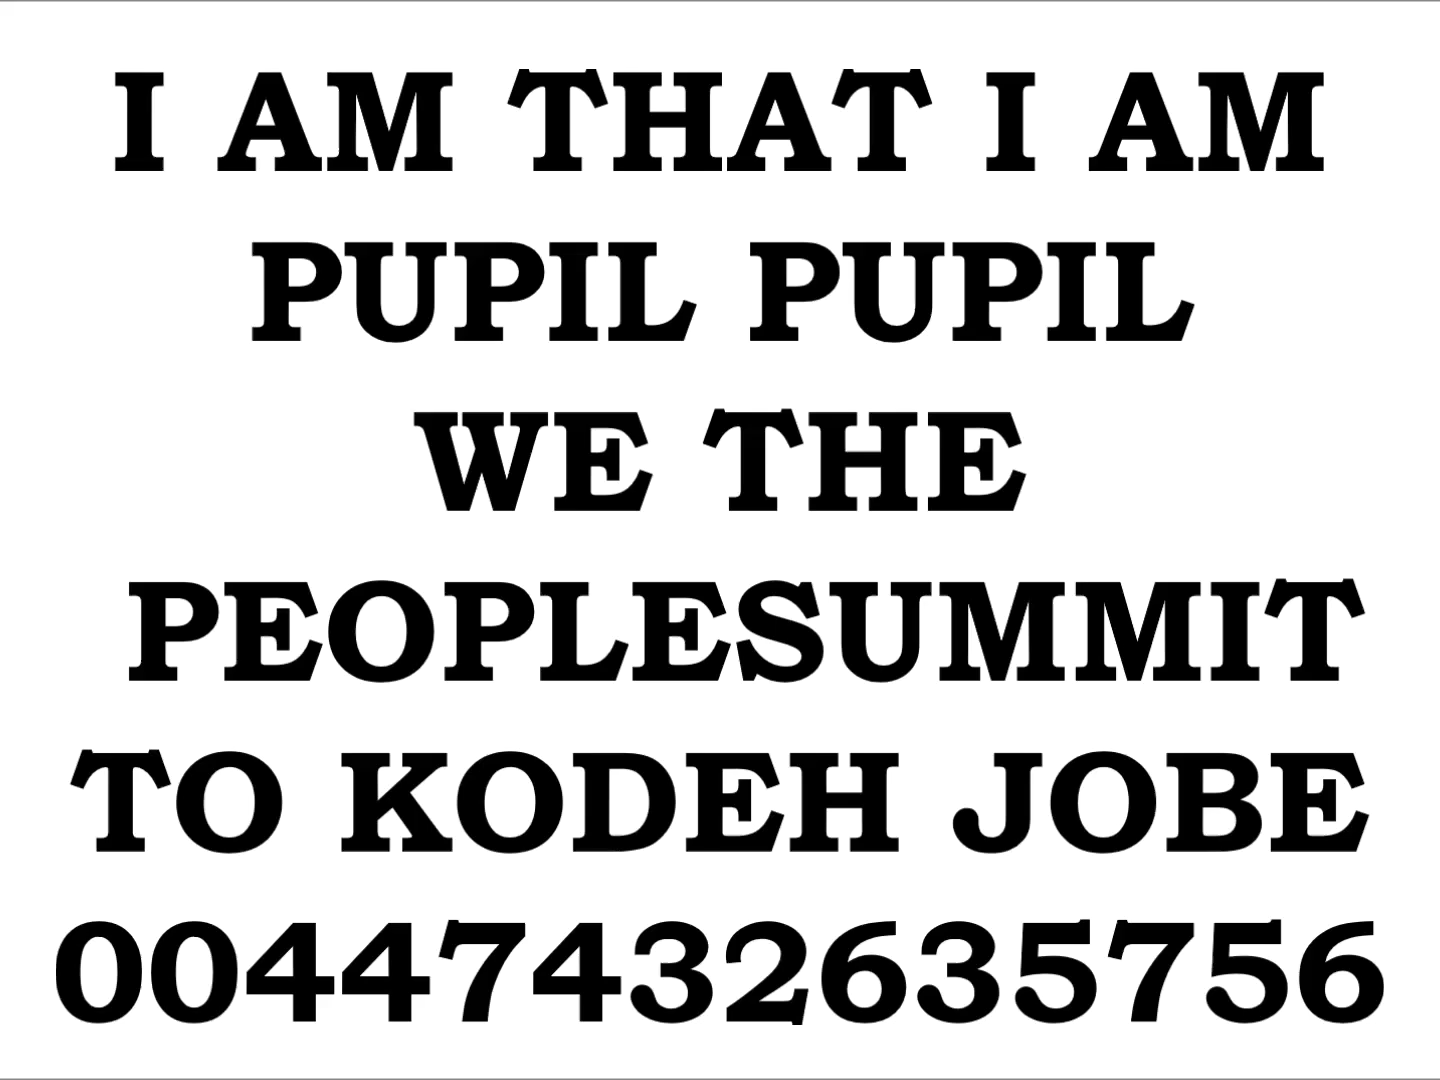 I AM THAT I AM
PUPIL PUPIL
WE THE
PEOPLESUMMIT
TO KODEH JOBE
00447432635756